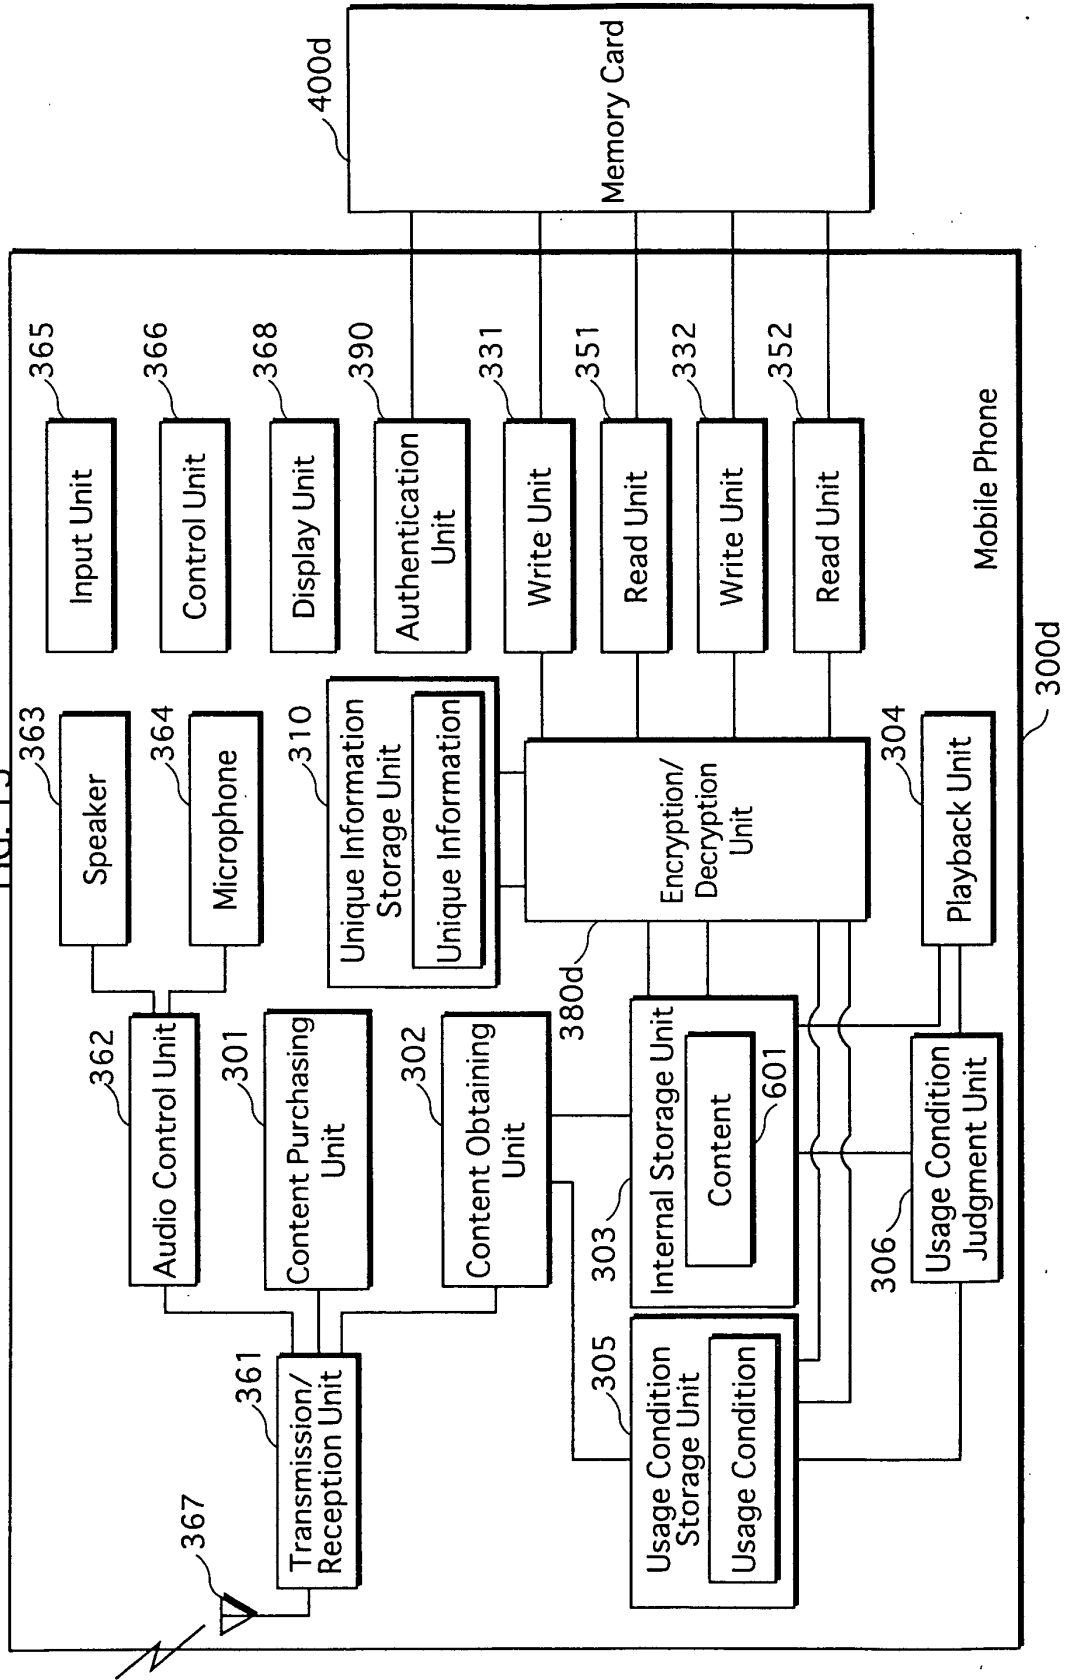 FIG. 15
367
361
Transmission/
Reception Unit
362
Audio Control Unit
363
Speaker
364
Microphone
365
Input Unit
366
Control Unit
368
Display Unit
301
Content Purchasing
Unit
302
Content Obtaining
Unit
310
Unique Information
Storage Unit
Unique Information
390
Authentication
Unit
331
Write Unit
351
Read Unit
332
Write Unit
352
Read Unit
400d
Memory Card
380d
Encryption/
Decryption
Unit
303
Internal Storage Unit
Content
601
305
Usage Condition
Storage Unit
Usage Condition
306
Usage Condition
Judgment Unit
304
Playback Unit
Mobile Phone
300d